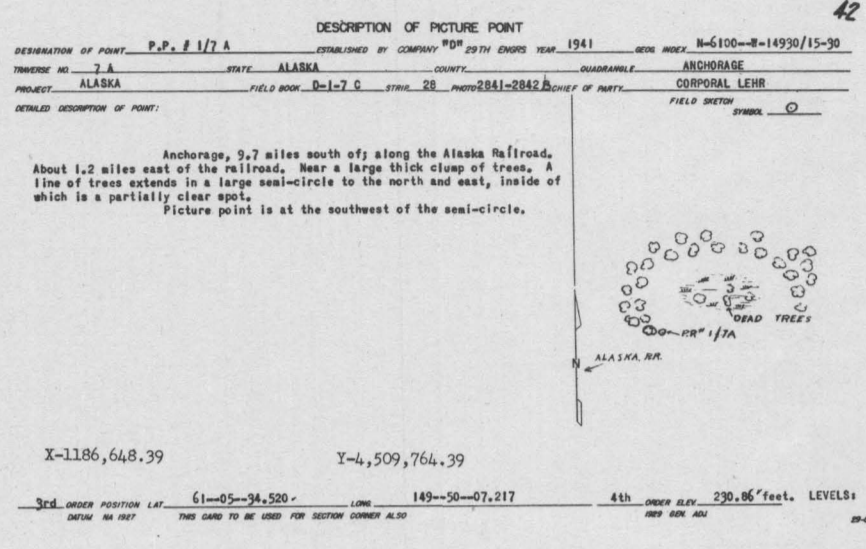 42
DESCRIPTION OF PICTURE POINT
DESIGNATION OF POINT P.P. # 1/7 A ESTABLISHED BY COMPANY "D" 29TH ENGRS YEAR 1941 GEOG. INDEX N-6100--W-14930/15-30
TRAVERSE NO. 7 A STATE ALASKA COUNTY QUADRANGLE ANCHORAGE
PROJECT ALASKA FIELD BOOK D-1-7 C STRIP 28 PHOTO 2841-2842 B CHIEF OF PARTY CORPORAL LEHR
DETAILED DESCRIPTION OF POINT: FIELD SKETCH
SYMBOL
Anchorage, 9.7 miles south of; along the Alaska Railroad.
About 1.2 miles east of the railroad. Near a large thick clump of trees. A
line of trees extends in a large semi-circle to the north and east, inside of
which is a partially clear spot.
Picture point is at the southwest of the semi-circle.
DEAD TREES
P.P.# 1/7A
N ALASKA. RR.
X-1186,648.39 Y-4,509,764.39
3rd ORDER POSITION LAT. 61--05--34.520 LONG. 149--50--07.217 4th ORDER ELEV. 230.86 feet. LEVELS:
DATUM NA 1927 THIS CARD TO BE USED FOR SECTION CORNER ALSO 1929 GEN. ADJ